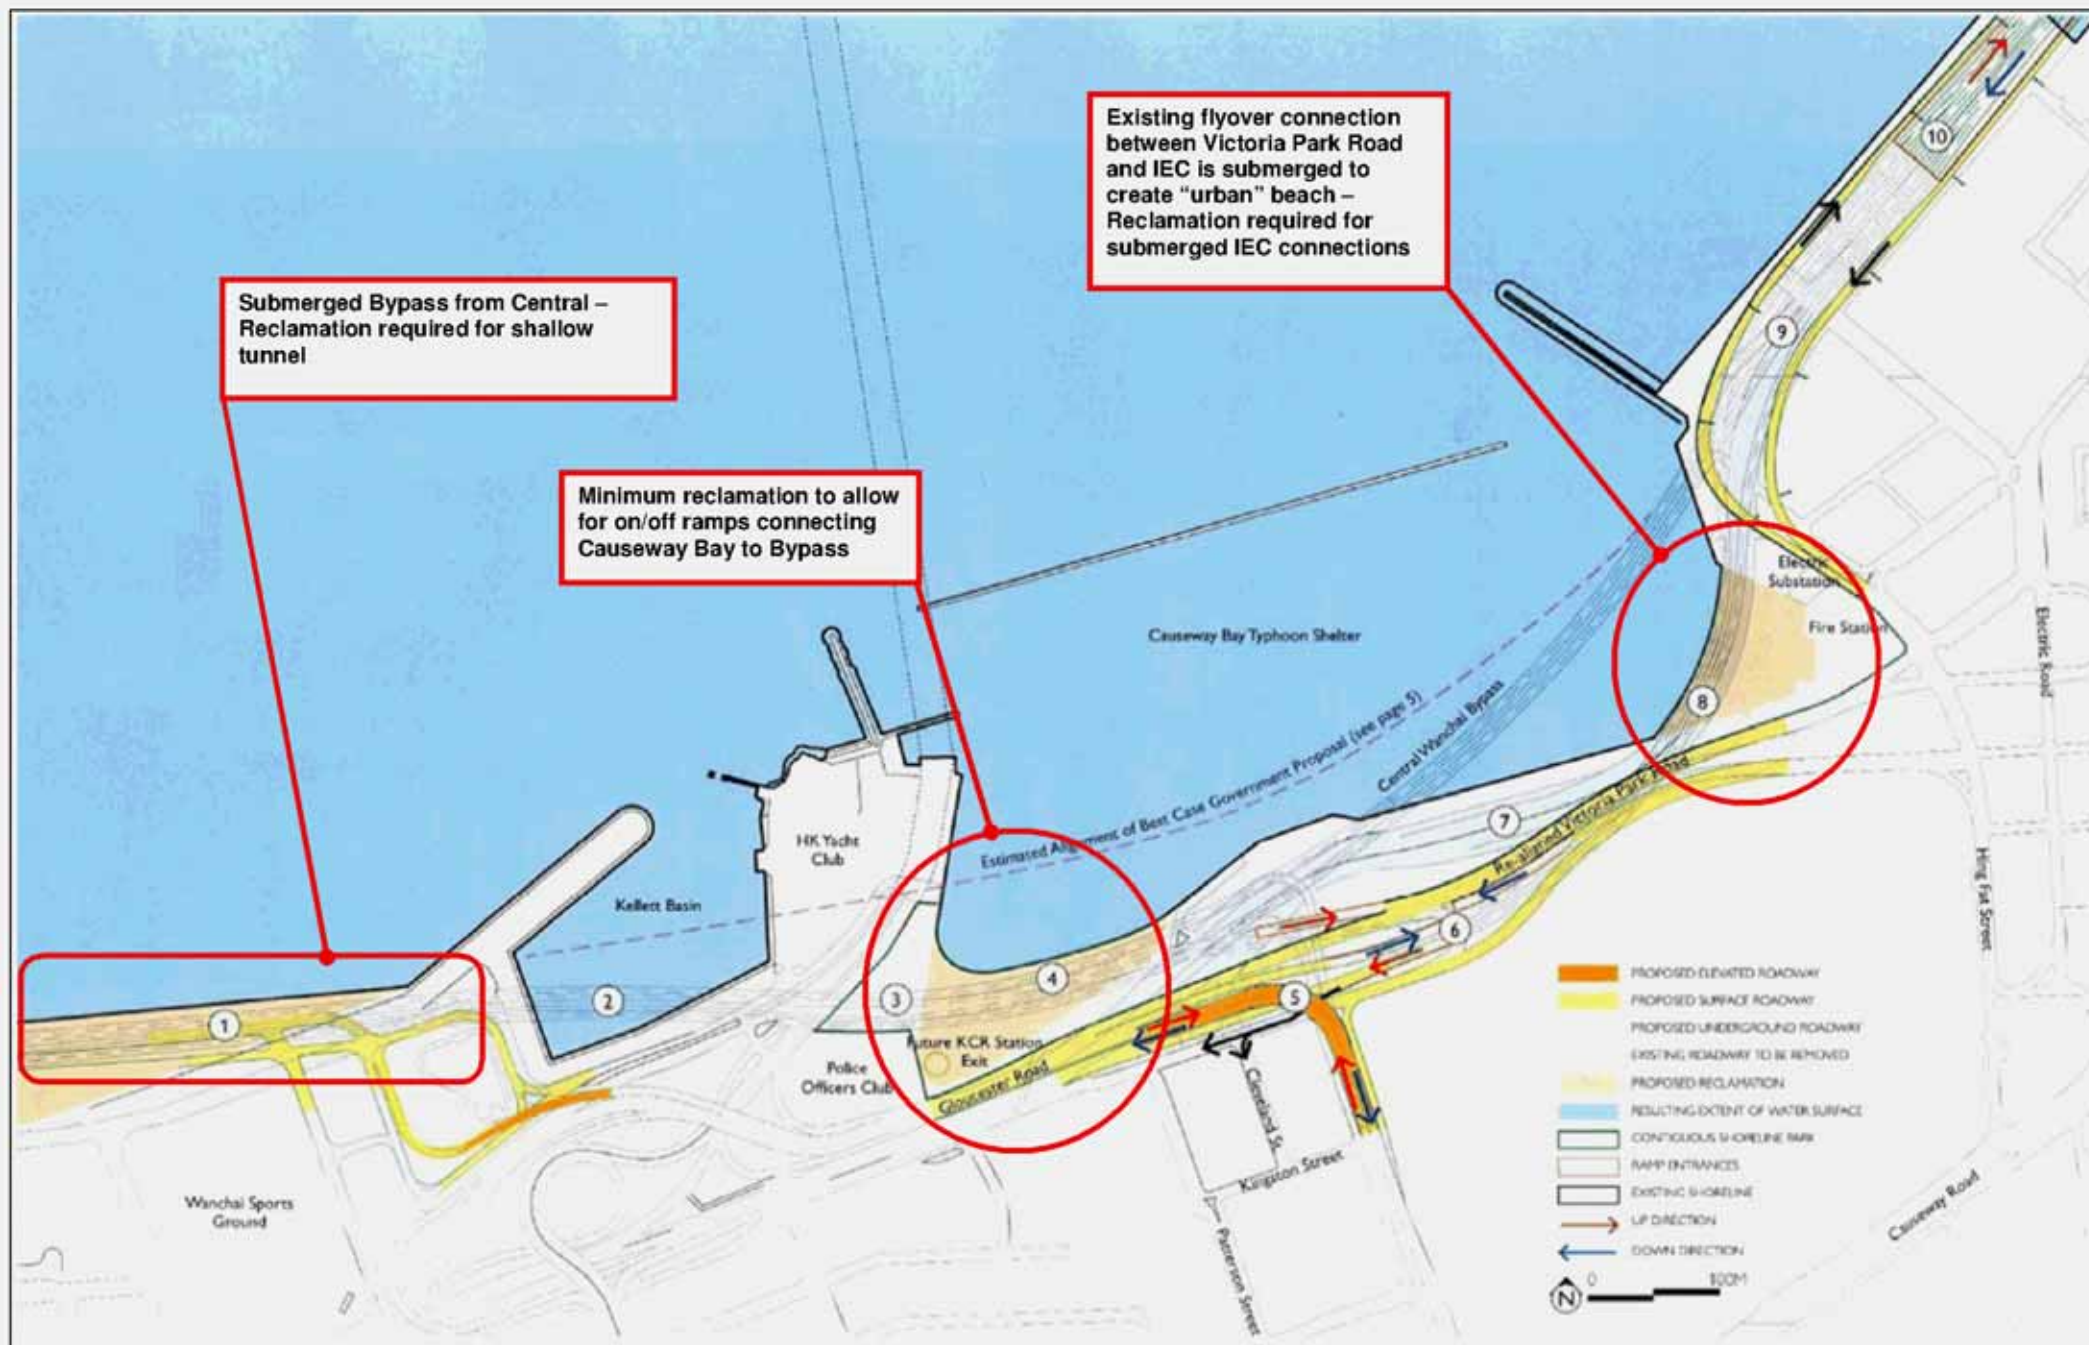 Existing flyover connection
between Victoria Park Road
and IEC is submerged to
create “urban” beach –
Reclamation required for
submerged IEC connections
Submerged Bypass from Central –
Reclamation required for shallow
tunnel
Minimum reclamation to allow
for on/off ramps connecting
Causeway Bay to Bypass
10
9
Electric
Substation
Fire Station
Electric Road
Causeway Bay Typhoon Shelter
8
Central Wanchai Bypass
Estimated Alignment of Best Case Government Proposal (see page 5)
7
Re-aligned Victoria Park Road
HK Yacht
Club
Kellett Basin
6
Hing Fat Street
4
3
2
5
1
Future KCR Station
Exit
Police
Officers Club
Gloucester Road
Cleveland St.
Kingston Street
Paterson Street
Wanchai Sports
Ground
Causeway Road
PROPOSED ELEVATED ROADWAY
PROPOSED SURFACE ROADWAY
PROPOSED UNDERGROUND ROADWAY
EXISTING ROADWAY TO BE REMOVED
PROPOSED RECLAMATION
RESULTING EXTENT OF WATER SURFACE
CONTIGUOUS SHORELINE PARK
RAMP ENTRANCES
EXISTING SHORELINE
UP DIRECTION
DOWN DIRECTION
N
0 100M